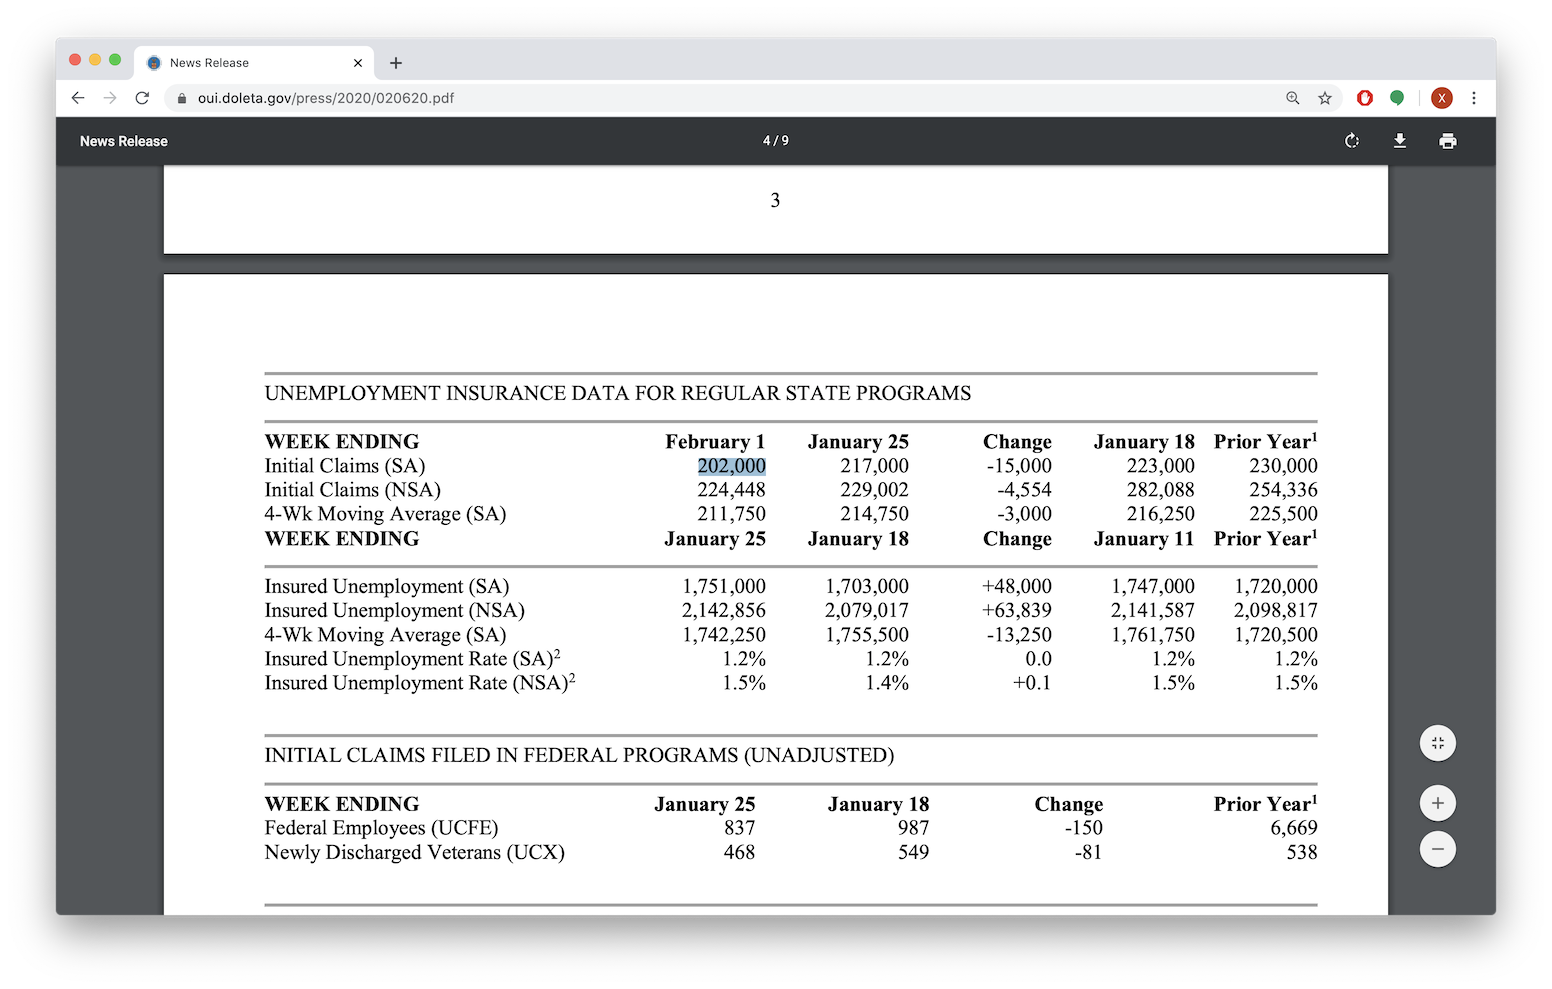 News Release
oui.doleta.gov/press/2020/020620.pdf
X
News Release 4 / 9
3
UNEMPLOYMENT INSURANCE DATA FOR REGULAR STATE PROGRAMS
WEEK ENDING February 1 January 25 Change January 18 Prior Year¹
Initial Claims (SA) 202,000 217,000 -15,000 223,000 230,000
Initial Claims (NSA) 224,448 229,002 -4,554 282,088 254,336
4-Wk Moving Average (SA) 211,750 214,750 -3,000 216,250 225,500
WEEK ENDING January 25 January 18 Change January 11 Prior Year¹
Insured Unemployment (SA) 1,751,000 1,703,000 +48,000 1,747,000 1,720,000
Insured Unemployment (NSA) 2,142,856 2,079,017 +63,839 2,141,587 2,098,817
4-Wk Moving Average (SA) 1,742,250 1,755,500 -13,250 1,761,750 1,720,500
Insured Unemployment Rate (SA)² 1.2% 1.2% 0.0 1.2% 1.2%
Insured Unemployment Rate (NSA)² 1.5% 1.4% +0.1 1.5% 1.5%
INITIAL CLAIMS FILED IN FEDERAL PROGRAMS (UNADJUSTED)
WEEK ENDING January 25 January 18 Change Prior Year¹
Federal Employees (UCFE) 837 987 -150 6,669
Newly Discharged Veterans (UCX) 468 549 -81 538